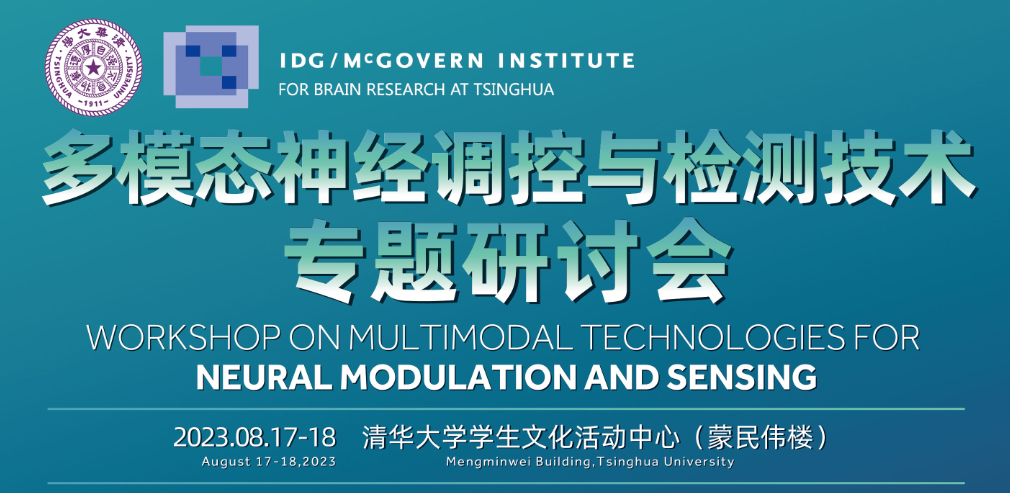 IDG/McGOVERN INSTITUTE
FOR BRAIN RESEARCH AT TSINGHUA
TSINGHUA UNIVERSITY
-1911-
多模态神经调控与检测技术
专题研讨会
WORKSHOP ON MULTIMODAL TECHNOLOGIES FOR
NEURAL MODULATION AND SENSING
2023.08.17-18 清华大学学生文化活动中心（蒙民伟楼）
August 17-18,2023 Mengminwei Building,Tsinghua University